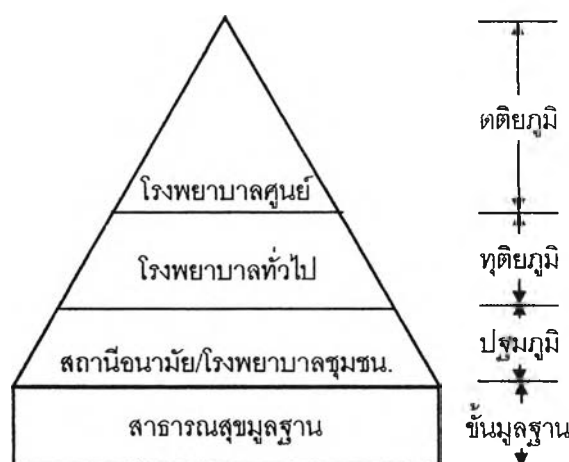 ตติยภูมิ
โรงพยาบาลศูนย์
ทุติยภูมิ
โรงพยาบาลทั่วไป
ปฐมภูมิ
สถานีอนามัย/โรงพยาบาลชุมชน.
สาธารณสุขมูลฐาน
ขั้นมูลฐาน